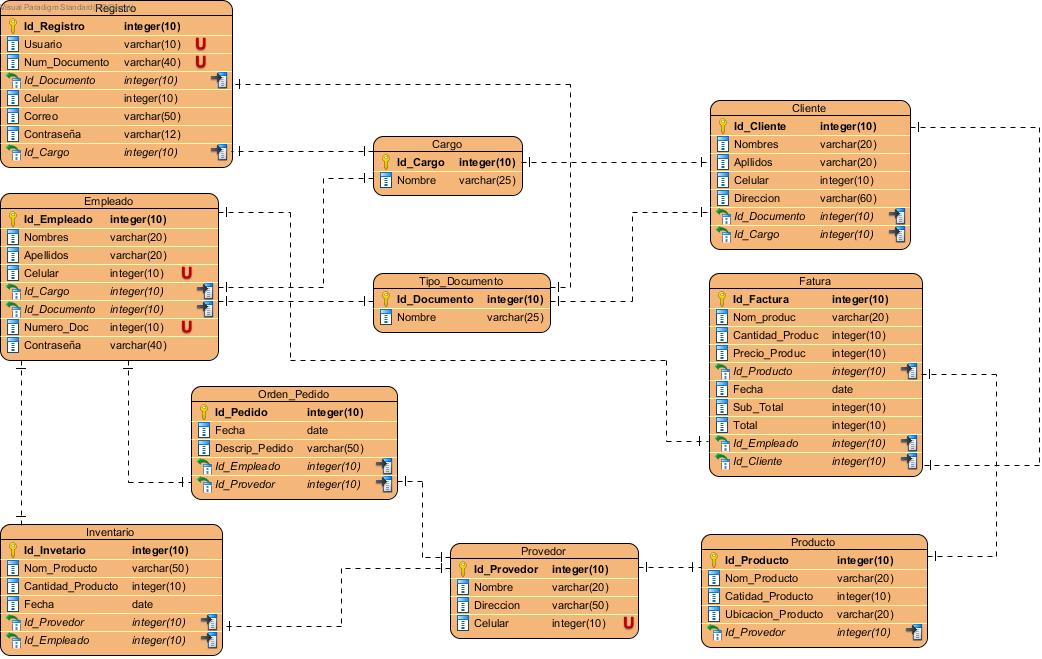 Visual Paradigm Standard
Registro
Id_Registro integer(10)
Usuario varchar(10) U
Num_Documento varchar(40) U
Id_Documento integer(10)
Celular integer(10)
Correo varchar(50)
Contraseña varchar(12)
Id_Cargo integer(10)
Empleado
Id_Empleado integer(10)
Nombres varchar(20)
Apellidos varchar(20)
Celular integer(10) U
Id_Cargo integer(10)
Id_Documento integer(10)
Numero_Doc integer(10) U
Contraseña varchar(40)
Cargo
Id_Cargo integer(10)
Nombre varchar(25)
Tipo_Documento
Id_Documento integer(10)
Nombre varchar(25)
Cliente
Id_Cliente integer(10)
Nombres varchar(20)
Apllidos varchar(20)
Celular integer(10)
Direccion varchar(60)
Id_Documento integer(10)
Id_Cargo integer(10)
Fatura
Id_Factura integer(10)
Nom_produc varchar(20)
Cantidad_Produc integer(10)
Precio_Produc integer(10)
Id_Producto integer(10)
Fecha date
Sub_Total integer(10)
Total integer(10)
Id_Empleado integer(10)
Id_Cliente integer(10)
Orden_Pedido
Id_Pedido integer(10)
Fecha date
Descrip_Pedido varchar(50)
Id_Empleado integer(10)
Id_Provedor integer(10)
Inventario
Id_Invetario integer(10)
Nom_Producto varchar(50)
Cantidad_Producto integer(10)
Fecha date
Id_Provedor integer(10)
Id_Empleado integer(10)
Provedor
Id_Provedor integer(10)
Nombre varchar(20)
Direccion varchar(50)
Celular integer(10) U
Producto
Id_Producto integer(10)
Nom_Producto varchar(20)
Catidad_Producto integer(10)
Ubicacion_Producto varchar(20)
Id_Provedor integer(10)